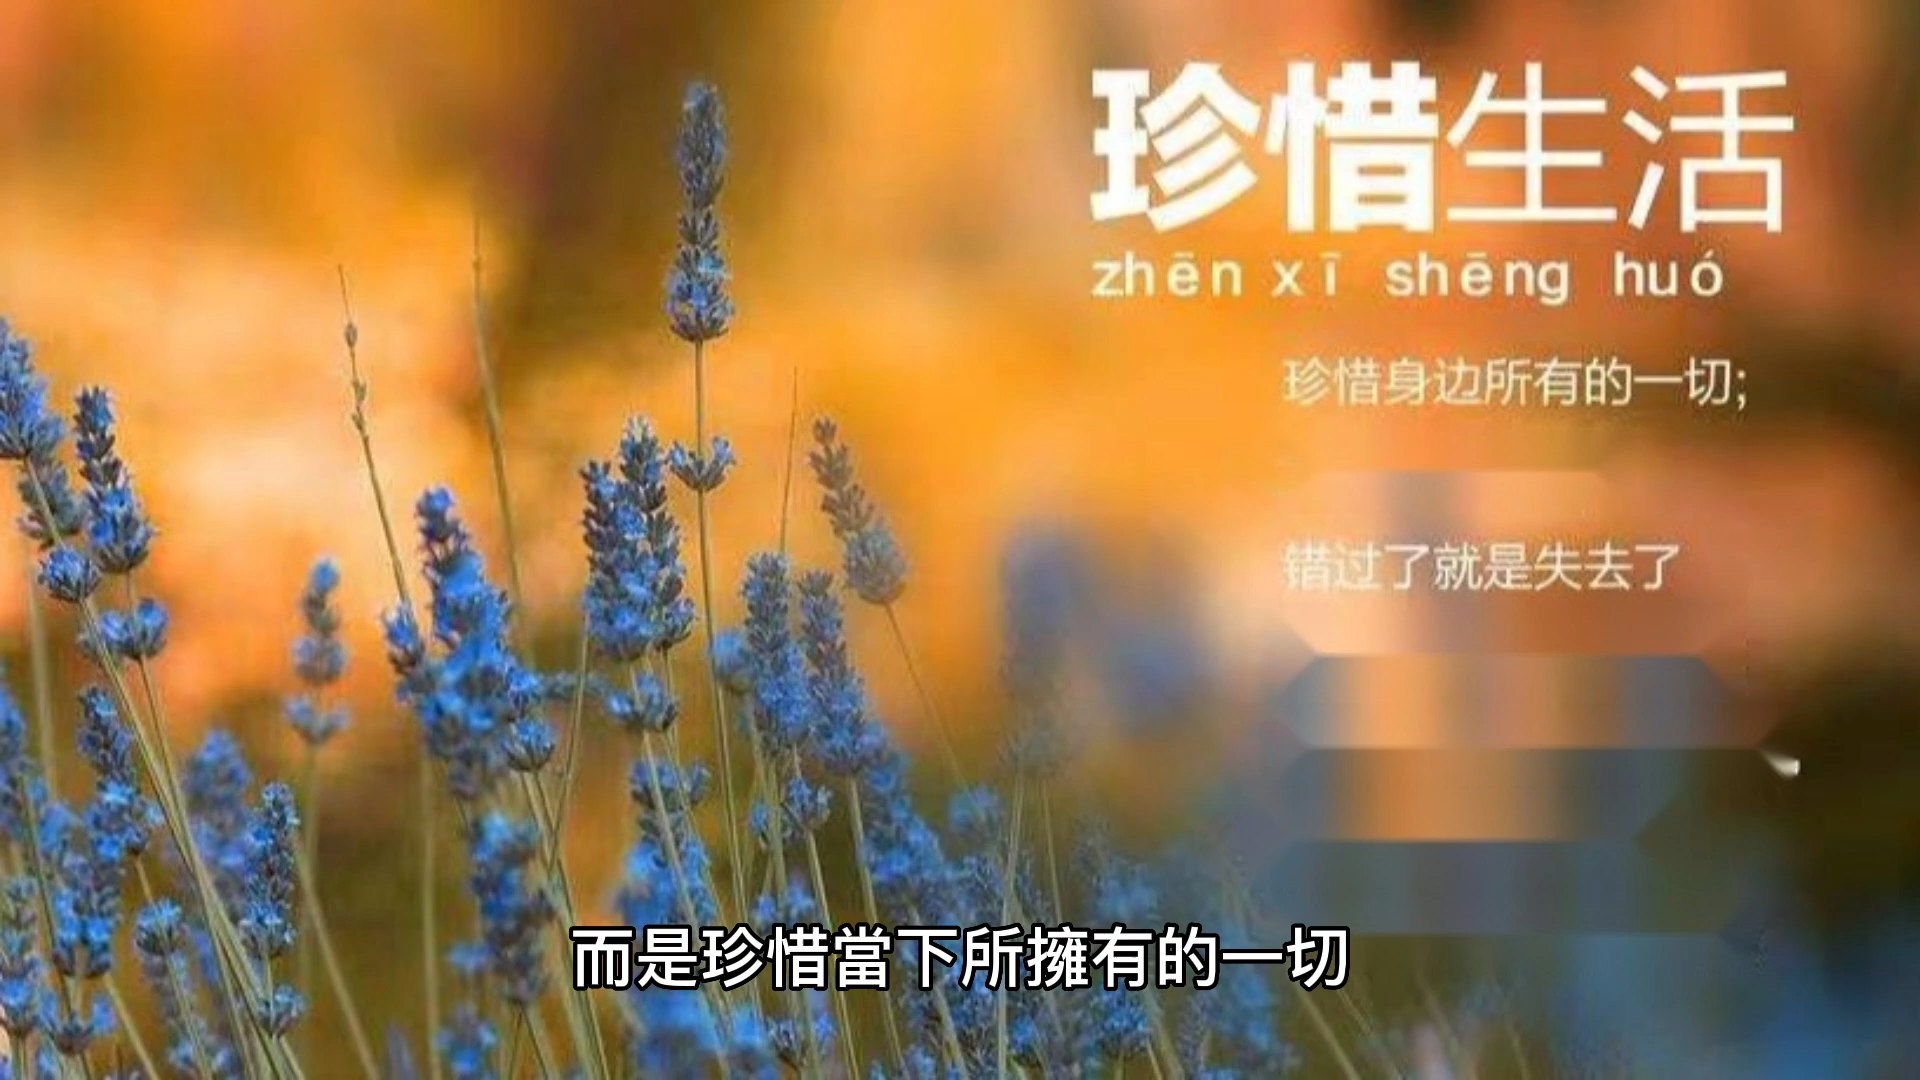 珍惜生活
zhēn xī shēng huó
珍惜身边所有的一切;
错过了就是失去了
而是珍惜當下所擁有的一切